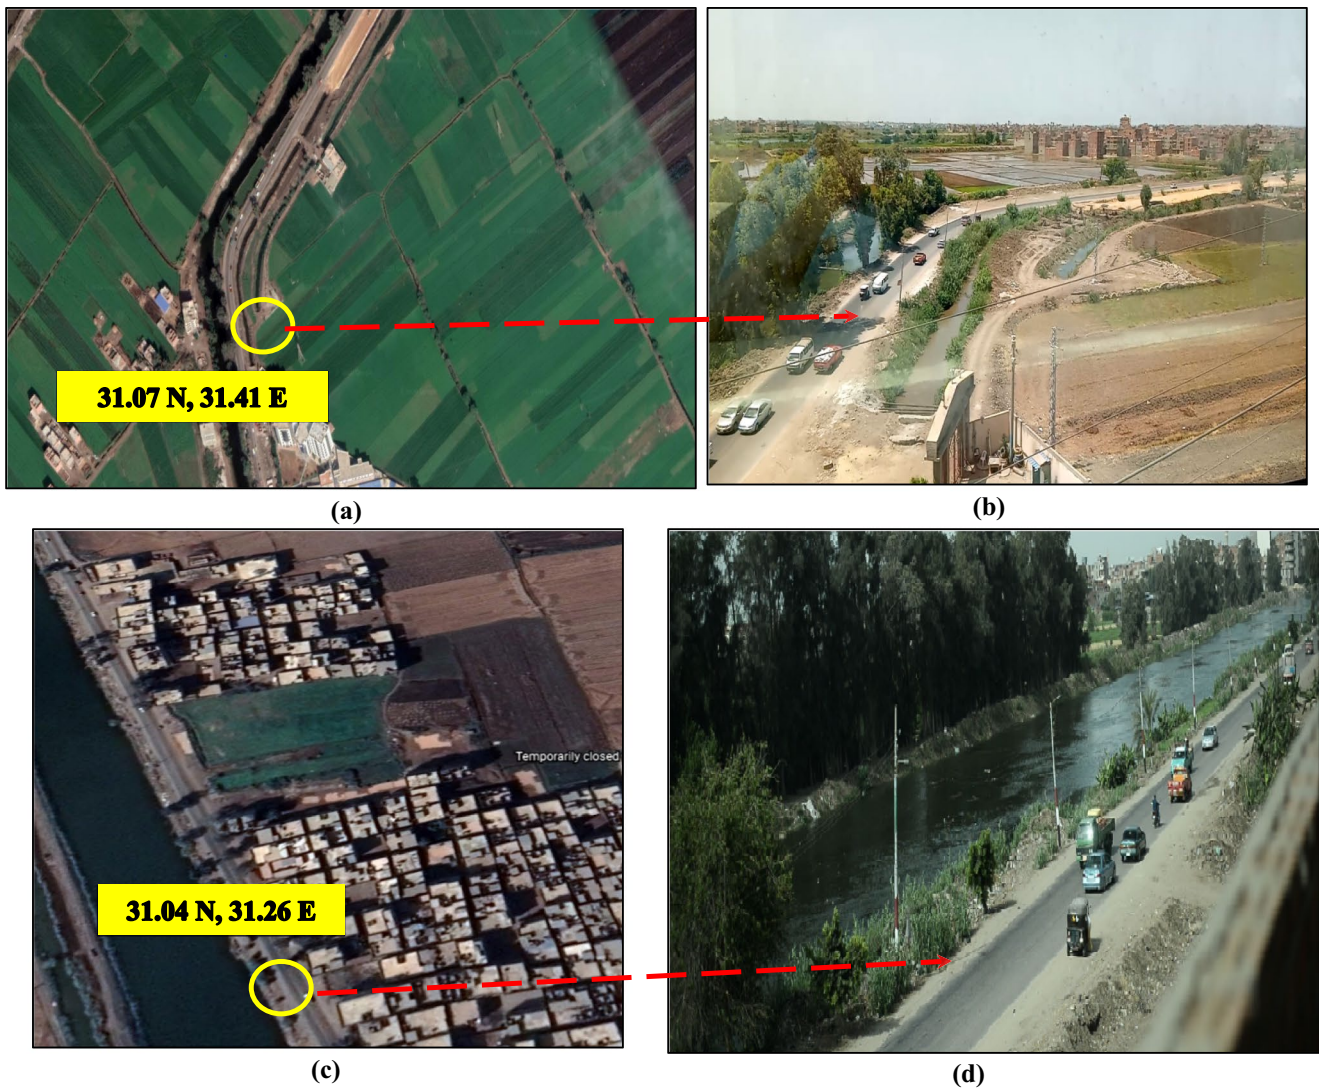 31.07 N, 31.41 E
(a)
(b)
Temporarily closed
31.04 N, 31.26 E
(c)
(d)